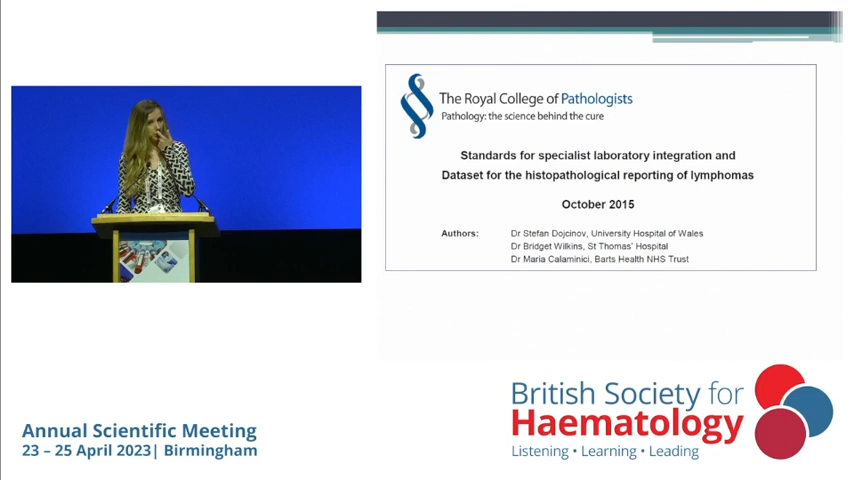 The Royal College of Pathologists
Pathology: the science behind the cure
Standards for specialist laboratory integration and
Dataset for the histopathological reporting of lymphomas
October 2015
Authors:
Dr Stefan Dojcinov, University Hospital of Wales
Dr Bridget Wilkins, St Thomas' Hospital
Dr Maria Calaminici, Barts Health NHS Trust
Annual Scientific Meeting
23 – 25 April 2023| Birmingham
British Society for
Haematology
Listening • Learning • Leading